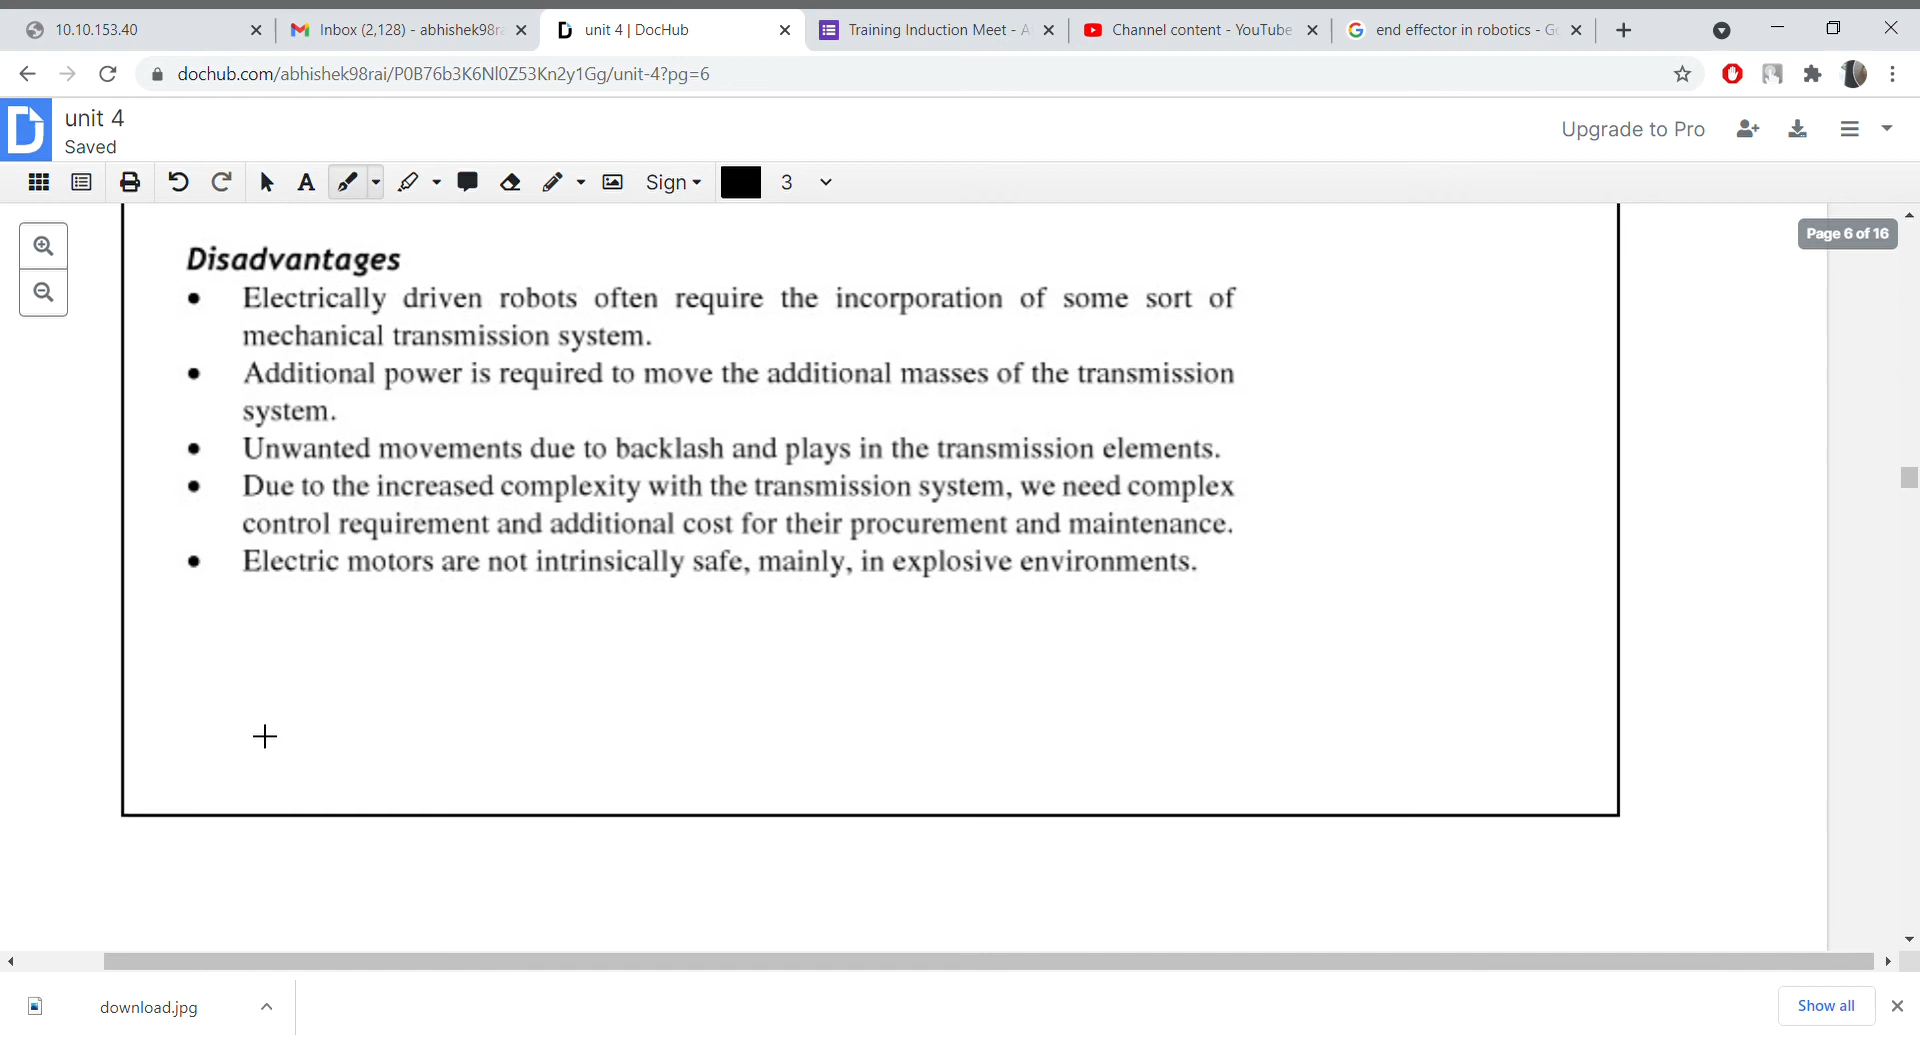 10.10.153.40
Inbox (2,128) - abhishek98r
unit 4 | DocHub
Training Induction Meet - A
Channel content - YouTube
end effector in robotics - G
dochub.com/abhishek98rai/P0B76b3K6Nl0Z53Kn2y1Gg/unit-4?pg=6
unit 4
Saved
Upgrade to Pro
Sign
3
Page 6 of 16
Disadvantages
• Electrically driven robots often require the incorporation of some sort of
mechanical transmission system.
• Additional power is required to move the additional masses of the transmission
system.
• Unwanted movements due to backlash and plays in the transmission elements.
• Due to the increased complexity with the transmission system, we need complex
control requirement and additional cost for their procurement and maintenance.
• Electric motors are not intrinsically safe, mainly, in explosive environments.
download.jpg
Show all